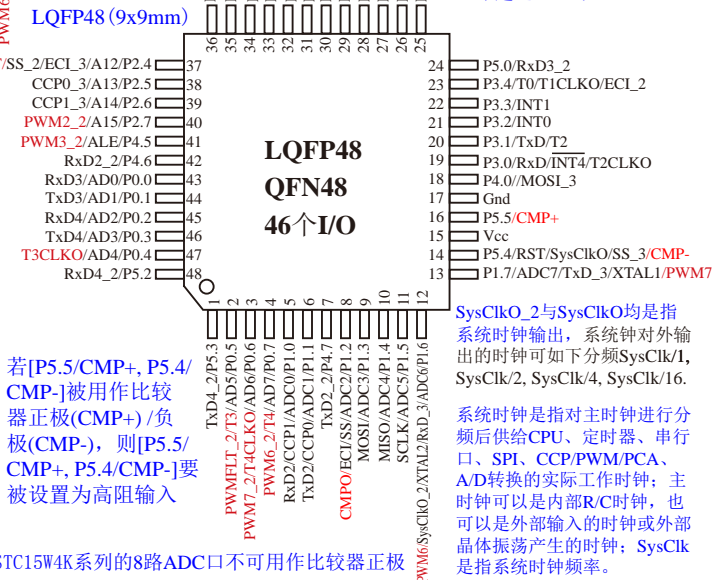 LQFP48 (9x9mm)
PWM6
36 35 34 33 32 31 30 29 28 27 26 25
/SS_2/ECI_3/A12/P2.4 37
CCP0_3/A13/P2.5 38
CCP1_3/A14/P2.6 39
PWM2_2/A15/P2.7 40
PWM3_2/ALE/P4.5 41
RxD2_2/P4.6 42
RxD3/AD0/P0.0 43
TxD3/AD1/P0.1 44
RxD4/AD2/P0.2 45
TxD4/AD3/P0.3 46
T3CLKO/AD4/P0.4 47
RxD4_2/P5.2 48
LQFP48
QFN48
46个I/O
24 P5.0/RxD3_2
23 P3.4/T0/T1CLKO/ECI_2
22 P3.3/INT1
21 P3.2/INT0
20 P3.1/TxD/T2
19 P3.0/RxD/INT4/T2CLKO
18 P4.0//MOSI_3
17 Gnd
16 P5.5/CMP+
15 Vcc
14 P5.4/RST/SysClkO/SS_3/CMP-
13 P1.7/ADC7/TxD_3/XTAL1/PWM7
1 TxD4_2/P5.3
2 PWMFLT_2/T3/AD5/P0.5
3 PWM7_2/T4CLKO/AD6/P0.6
4 PWM6_2/T4/AD7/P0.7
5 RxD2/CCP1/ADC0/P1.0
6 TxD2/CCP0/ADC1/P1.1
7 TxD2_2/P4.7
8 CMPO/ECI/SS/ADC2/P1.2
9 MOSI/ADC3/P1.3
10 MISO/ADC4/P1.4
11 SCLK/ADC5/P1.5
12 PWM6/SysClkO_2/XTAL2/RxD_3/ADC6/P1.6
若[P5.5/CMP+, P5.4/
CMP-]被用作比较
器正极(CMP+) /负
极(CMP-)，则[P5.5/
CMP+, P5.4/CMP-]要
被设置为高阻输入
SysClkO_2与SysClkO均是指
系统时钟输出，系统钟对外输
出的时钟可如下分频SysClk/1,
SysClk/2, SysClk/4, SysClk/16.
系统时钟是指对主时钟进行分
频后供给CPU、定时器、串行
口、SPI、CCP/PWM/PCA、
A/D转换的实际工作时钟；主
时钟可以是内部R/C时钟，也
可以是外部输入的时钟或外部
晶体振荡产生的时钟；SysClk
是指系统时钟频率。
STC15W4K系列的8路ADC口不可用作比较器正极